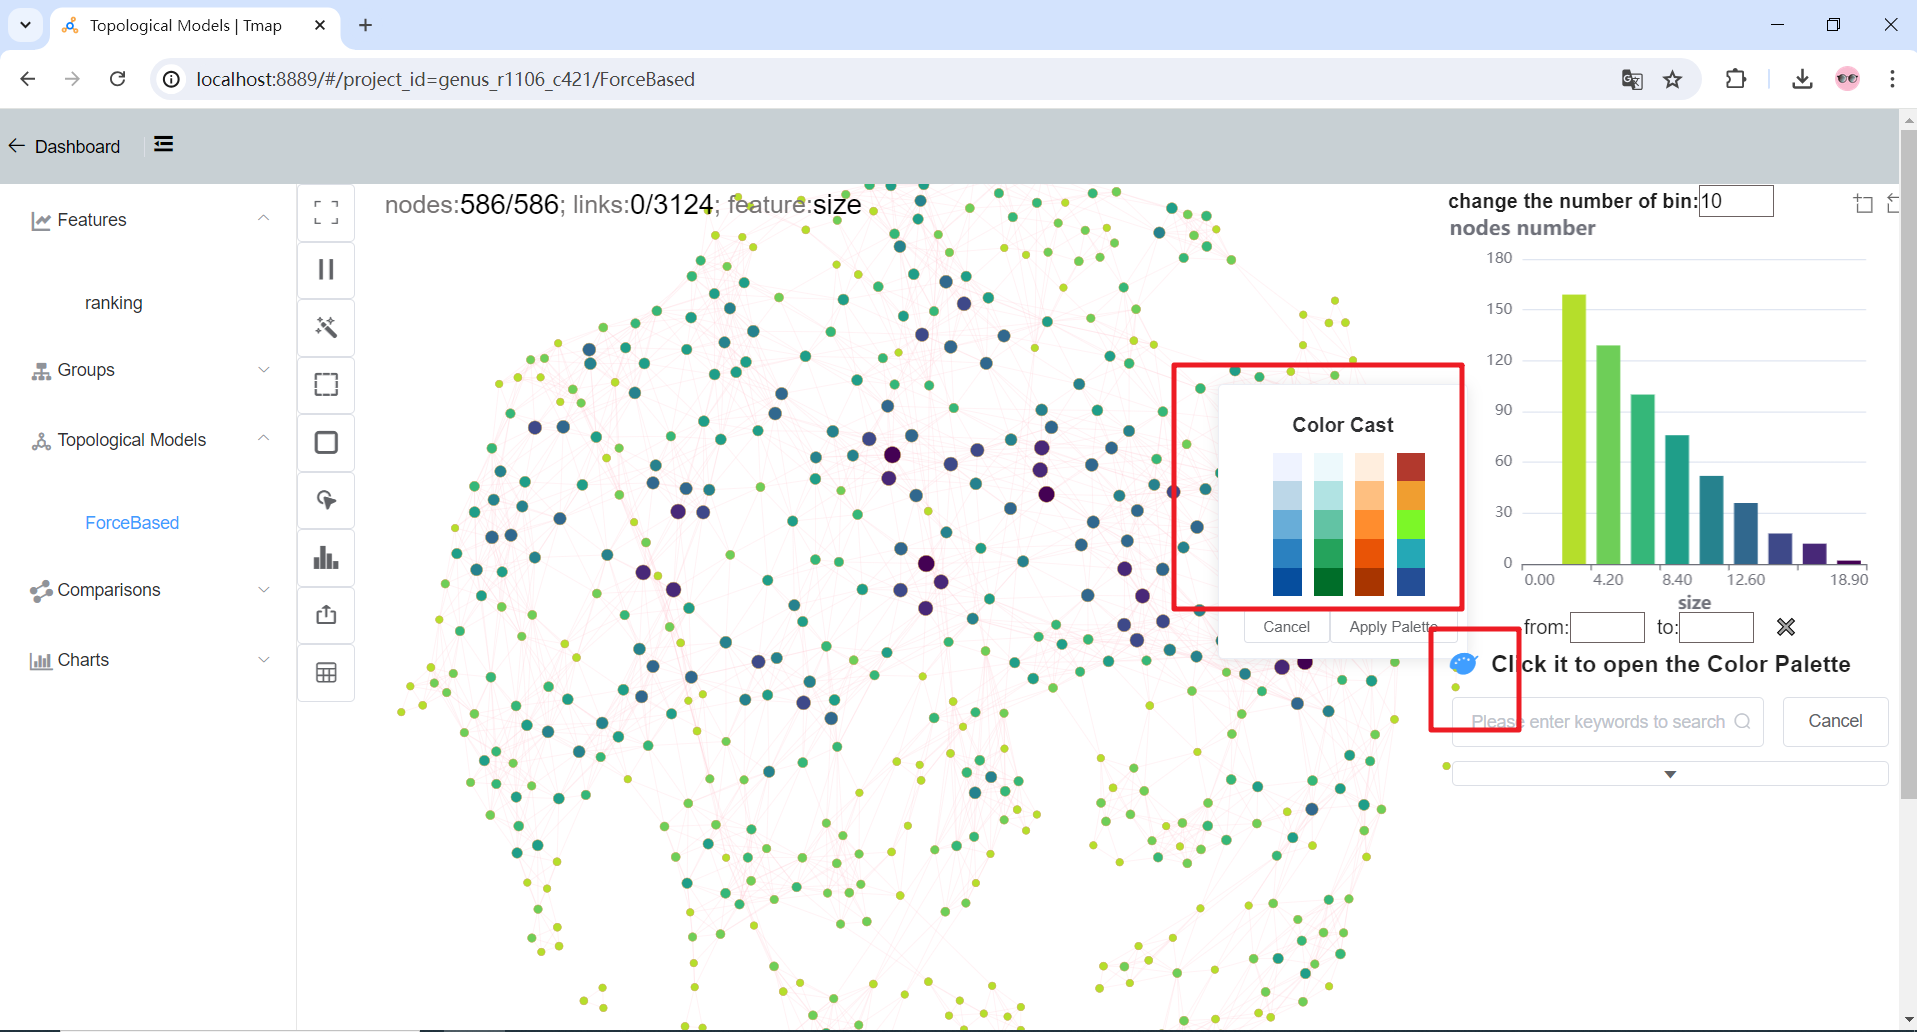 Topological Models | Tmap
localhost:8889/#/project_id=genus_r1106_c421/ForceBased
Dashboard
Features
ranking
Groups
Topological Models
ForceBased
Comparisons
Charts
nodes:586/586; links:0/3124; feature:size
change the number of bin:10
nodes number
180
150
120
90
60
30
0
0.00 4.20 8.40 12.60 18.90
size
from: to:
Color Cast
Cancel Apply Palette
Click it to open the Color Palette
Please enter keywords to search
Cancel